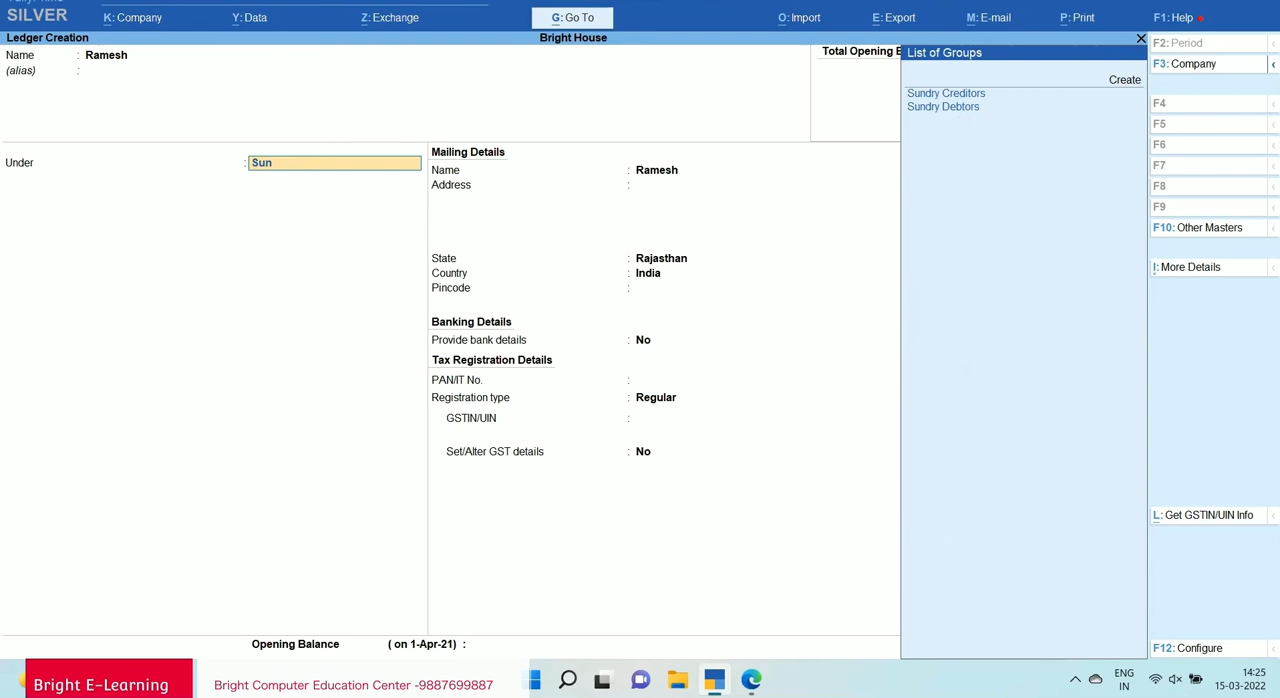 SILVER
K: Company
Y: Data
Z: Exchange
G: Go To
O: Import
E: Export
M: E-mail
P: Print
F1: Help
Ledger Creation
Bright House
Name : Ramesh
(alias) :
Total Opening
List of Groups
Create
Sundry Creditors
Sundry Debtors
Under : Sun
Mailing Details
Name : Ramesh
Address :
State : Rajasthan
Country : India
Pincode :
Banking Details
Provide bank details : No
Tax Registration Details
PAN/IT No. :
Registration type : Regular
GSTIN/UIN :
Set/Alter GST details : No
Opening Balance ( on 1-Apr-21) :
F2: Period
F3: Company
F4
F5
F6
F7
F8
F9
F10: Other Masters
I: More Details
L: Get GSTIN/UIN Info
F12: Configure
Bright E-Learning
Bright Computer Education Center -9887699887
ENG
IN
14:25
15-03-2022